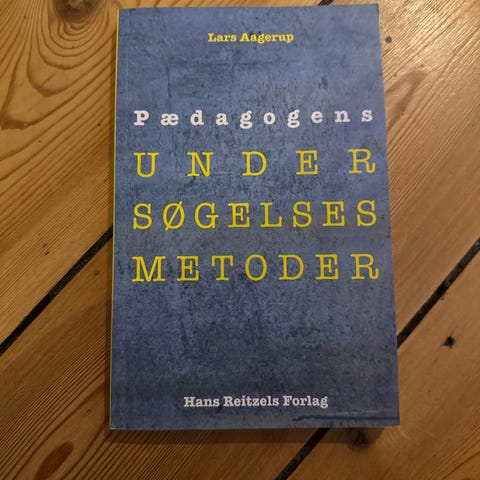 Lars Aagerup
Pædagogens
UNDER
SØGELSES
METODER
Hans Reitzels Forlag